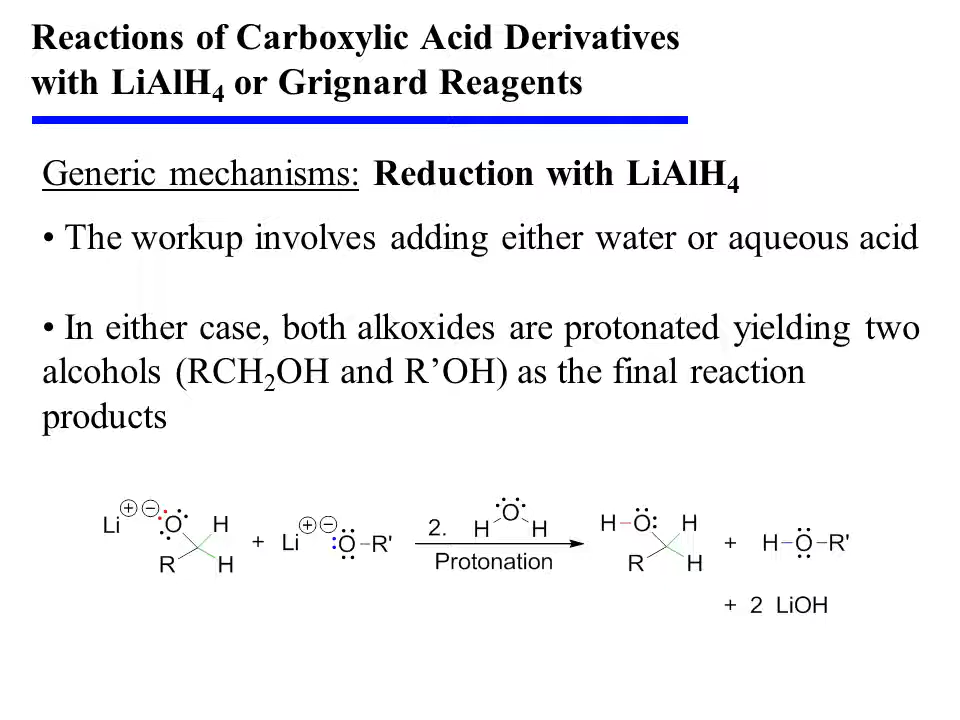 Reactions of Carboxylic Acid Derivatives
with LiAlH₄ or Grignard Reagents
Generic mechanisms: Reduction with LiAlH₄
• The workup involves adding either water or aqueous acid
• In either case, both alkoxides are protonated yielding two
alcohols (RCH₂OH and R’OH) as the final reaction
products
Li + − O H R H + Li + − O–R' 2. H O H Protonation H–O H R H + H–O–R'
+ 2 LiOH